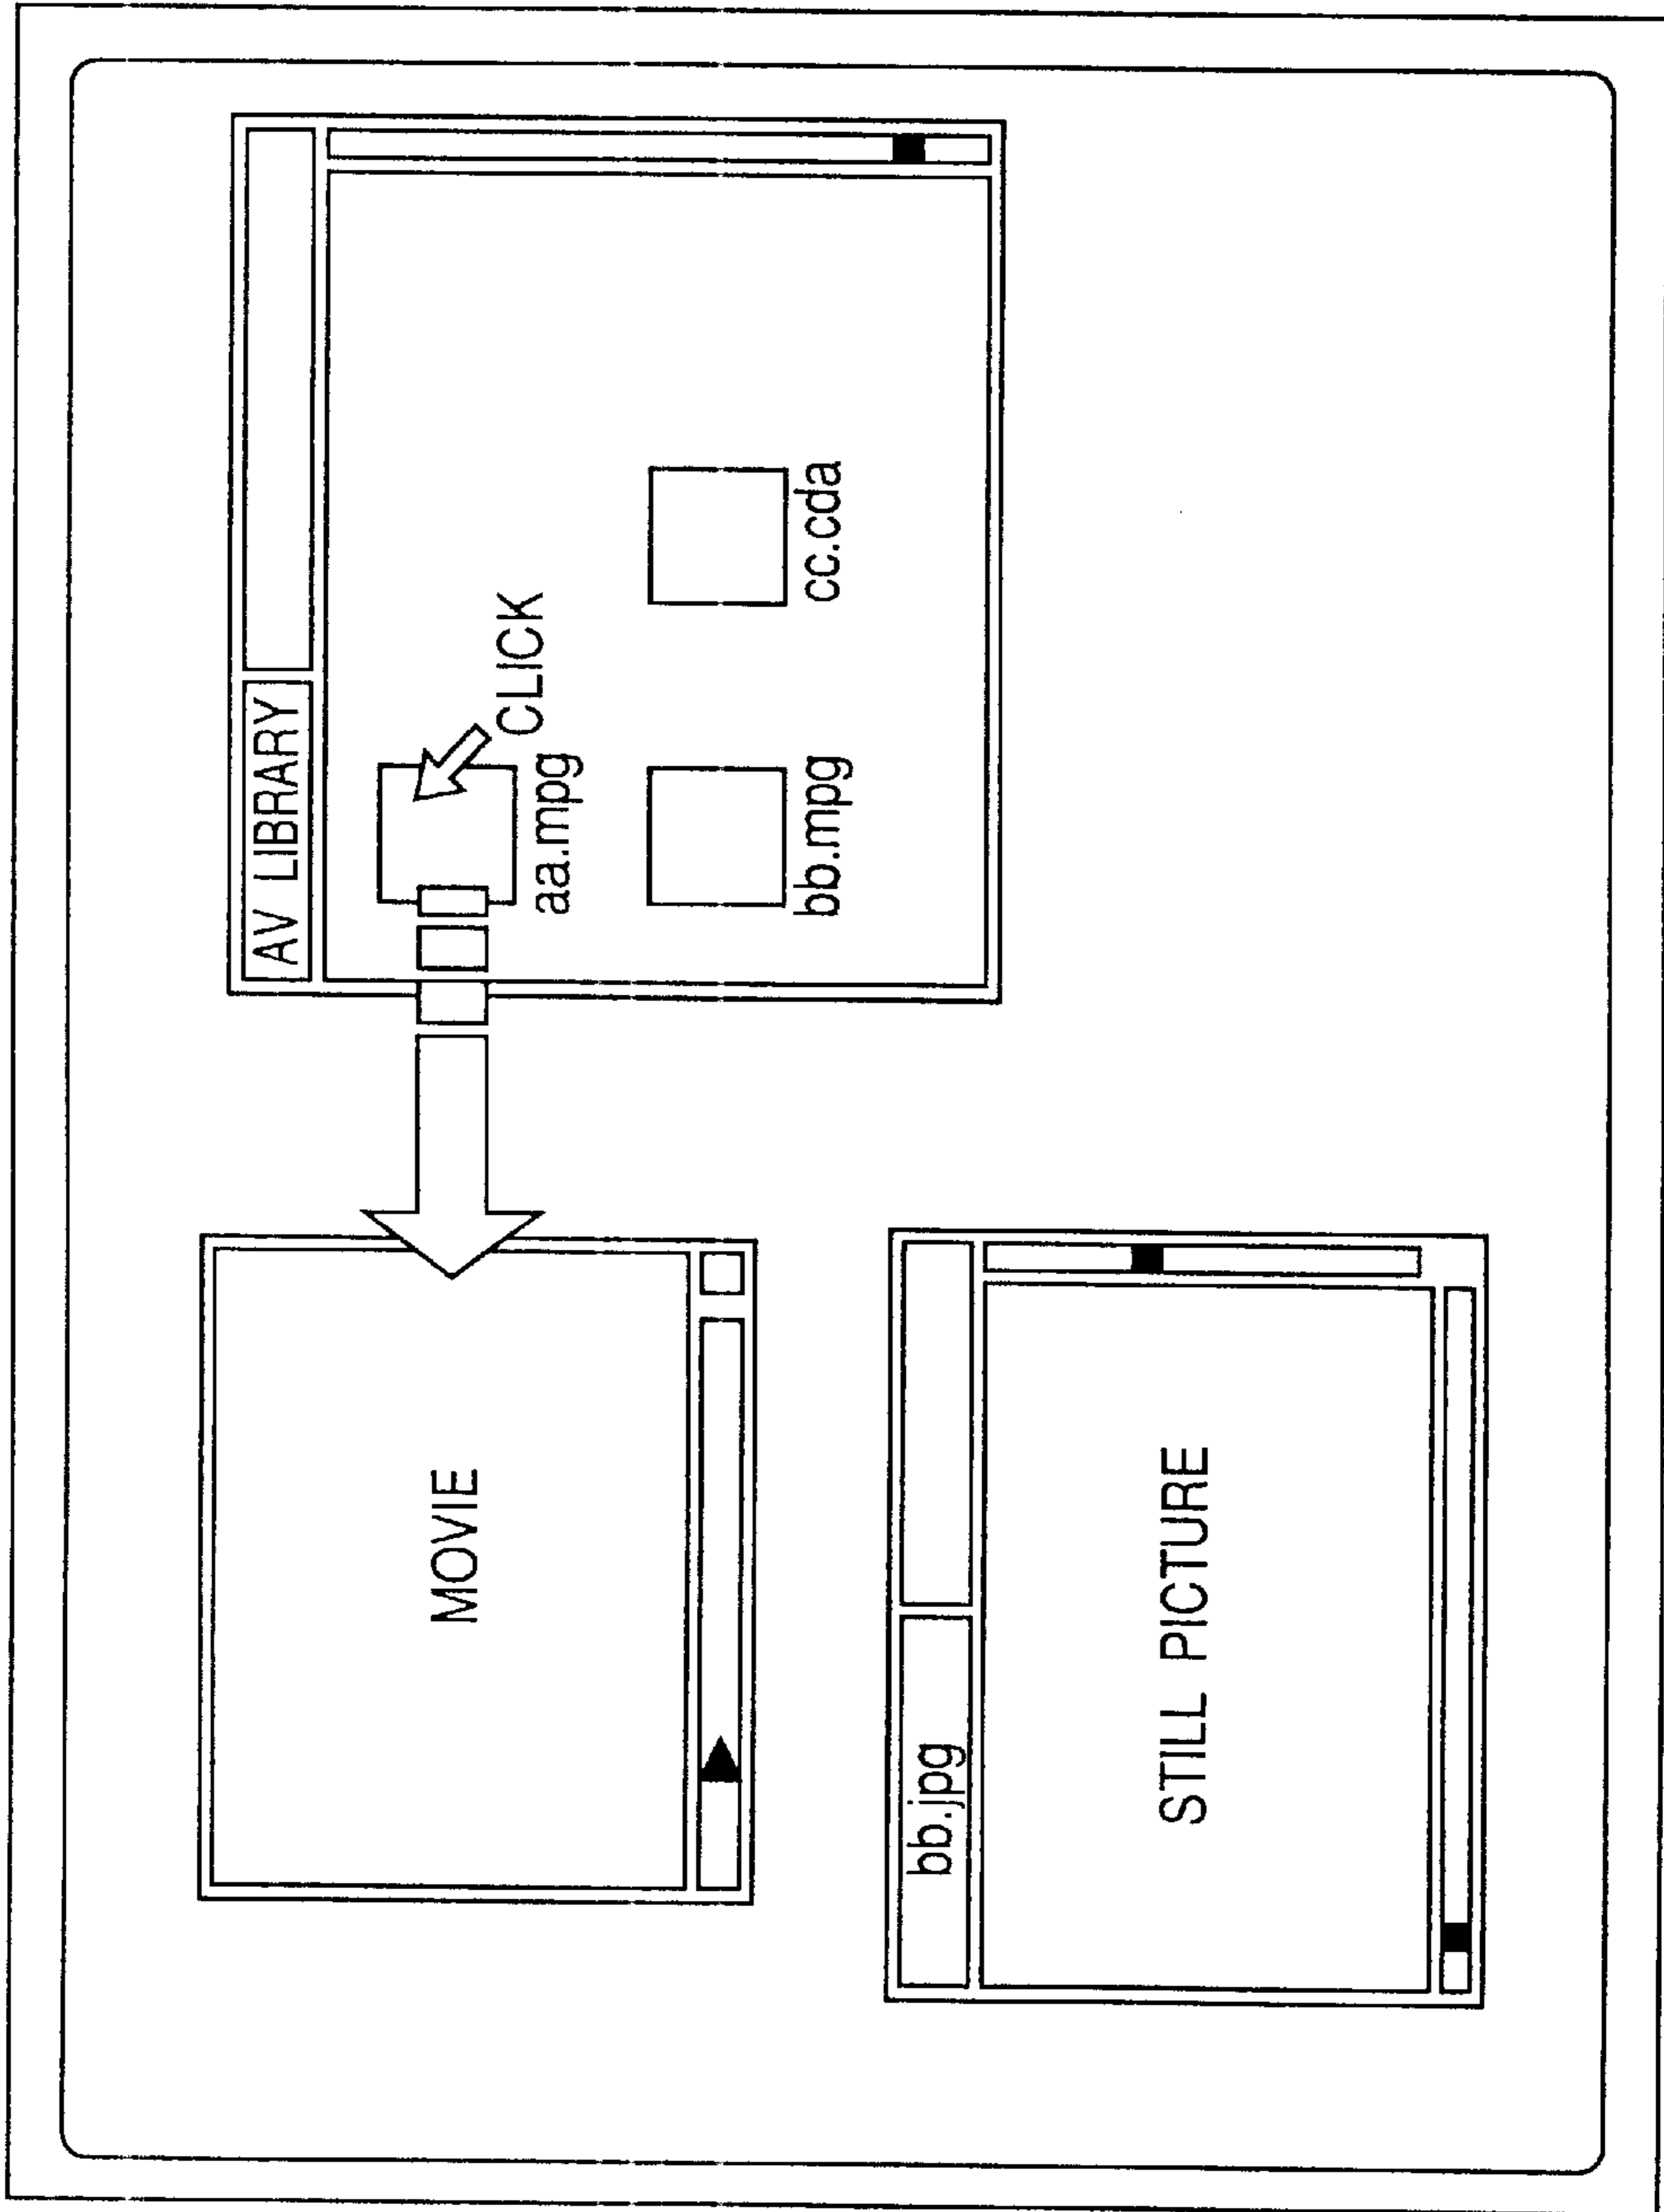 MOVIE
bb.jpg
STILL PICTURE
AV LIBRARY
CLICK
aa.mpg
bb.mpg
cc.cda